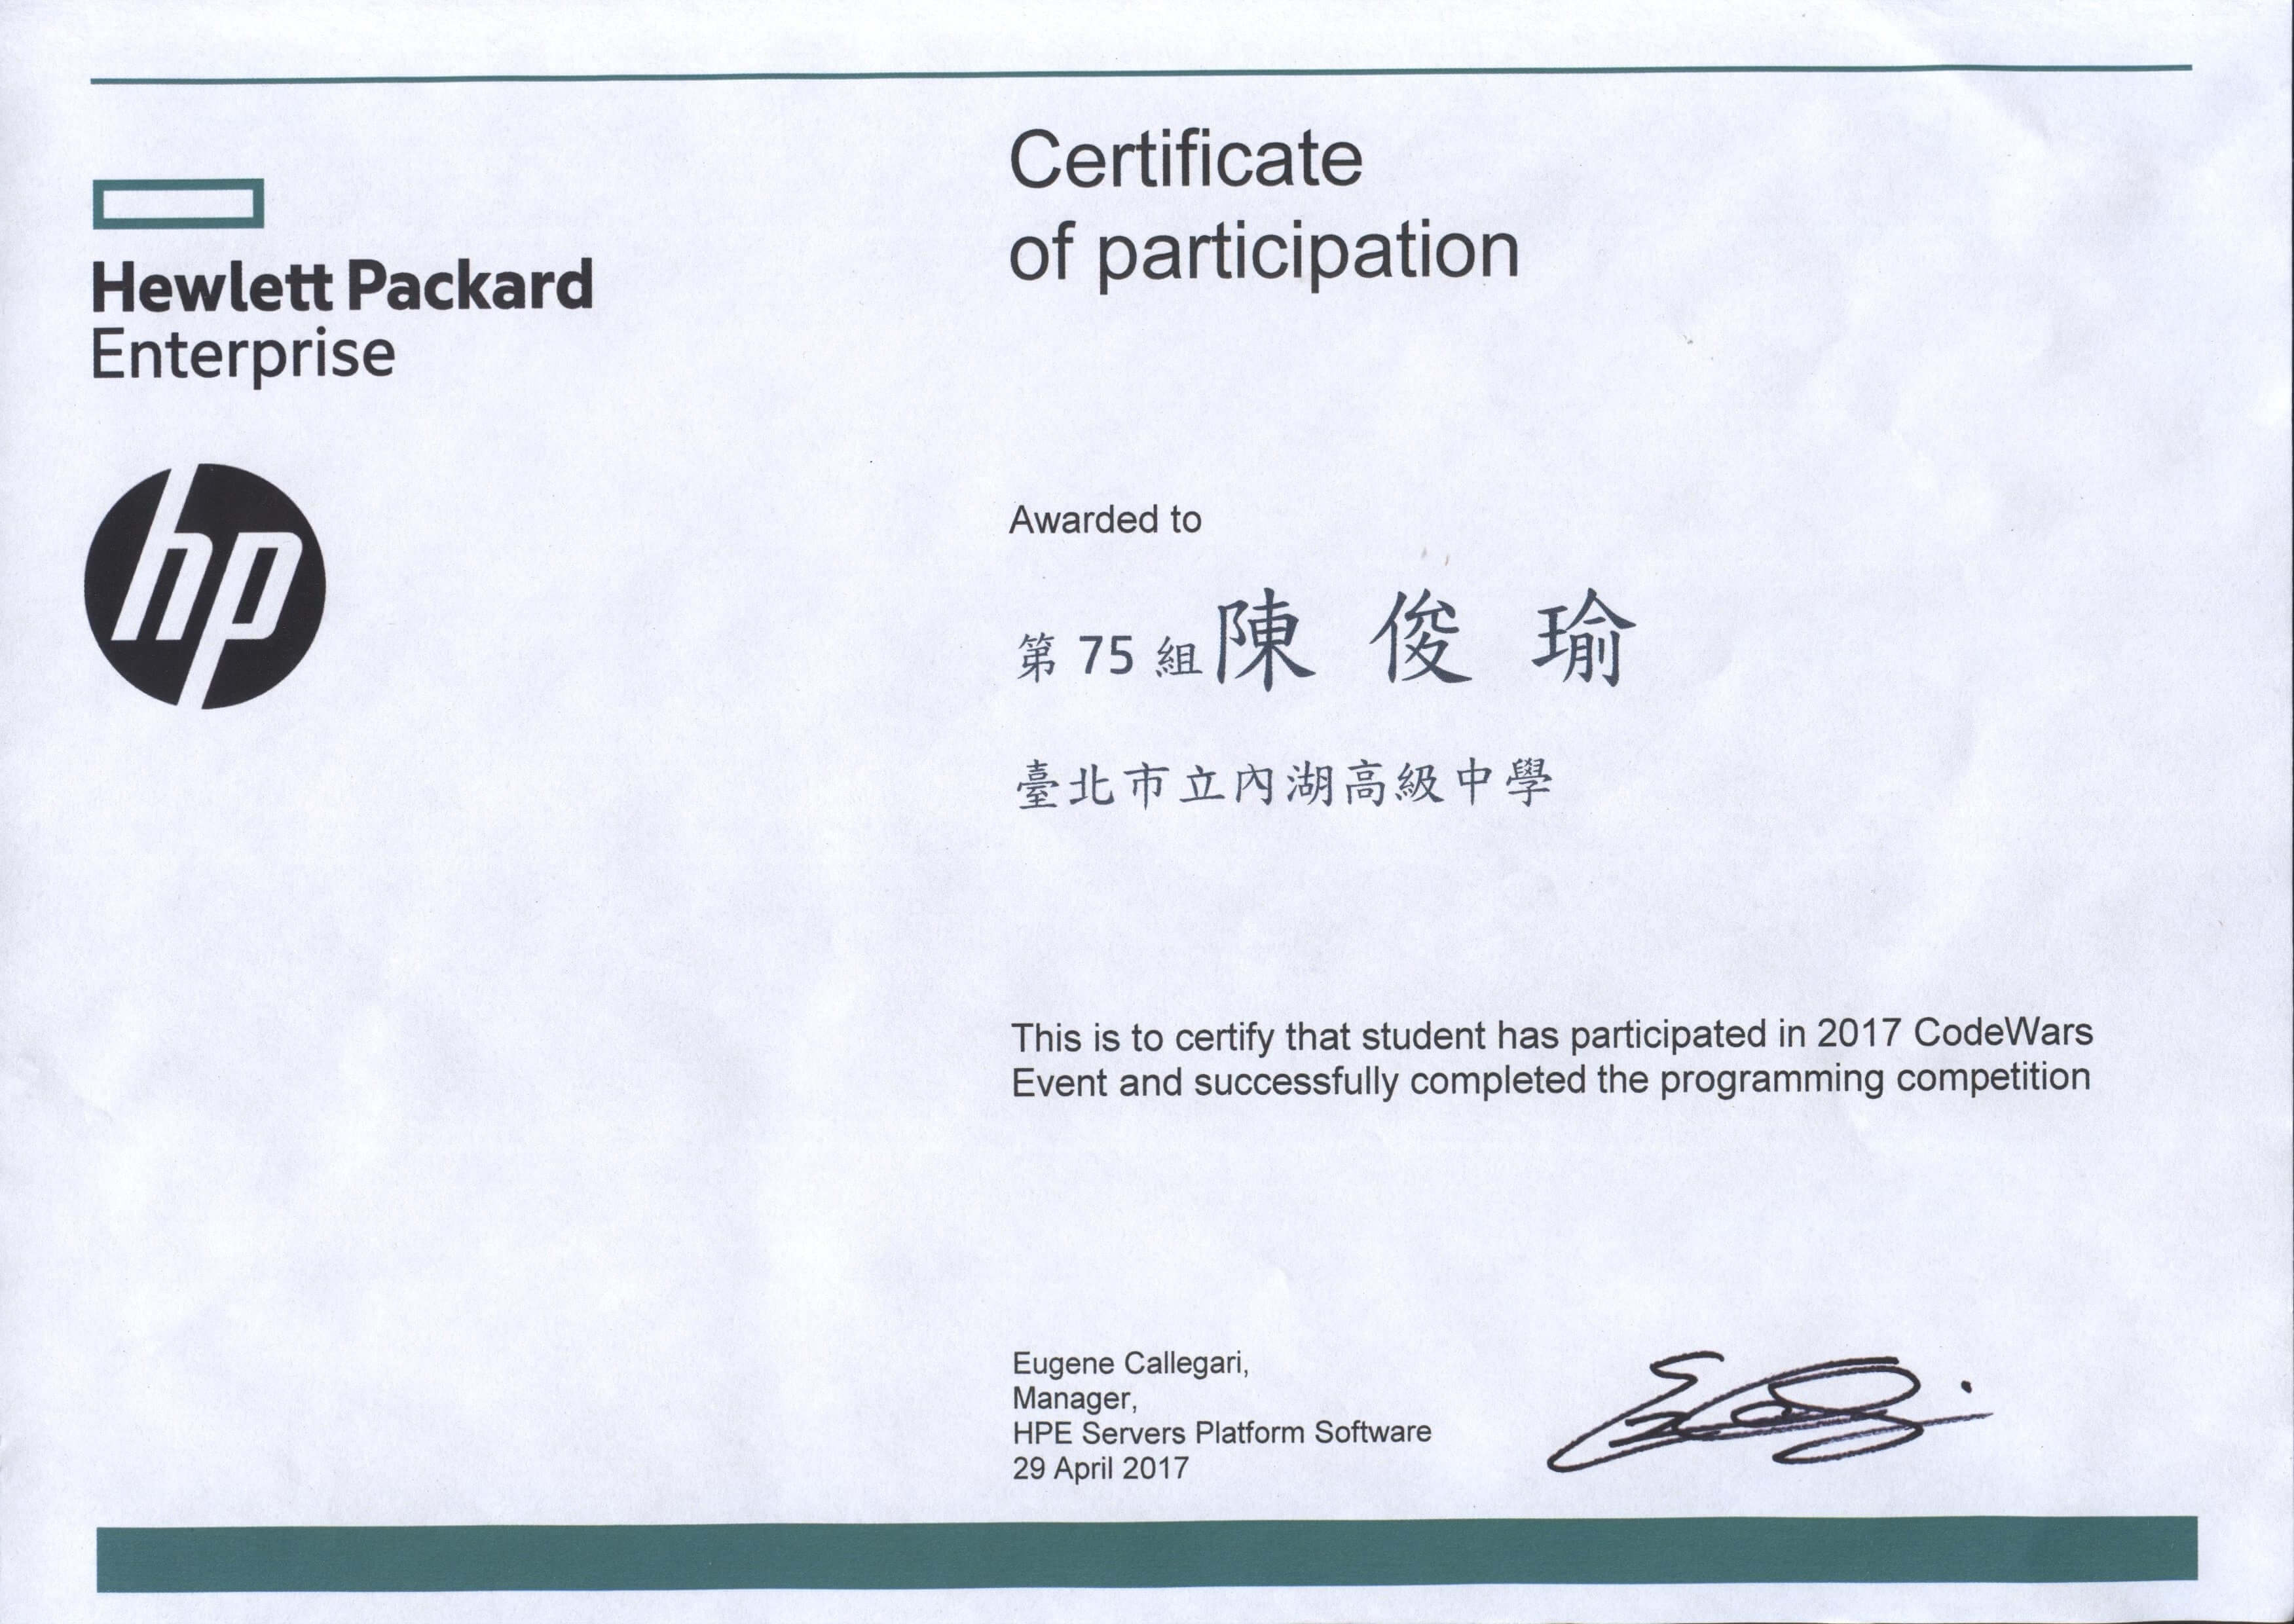 Certificate
of participation
Hewlett Packard
Enterprise
hp
Awarded to
第 75 組 陳 俊 瑜
臺北市立內湖高級中學
This is to certify that student has participated in 2017 CodeWars
Event and successfully completed the programming competition
Eugene Callegari,
Manager,
HPE Servers Platform Software
29 April 2017